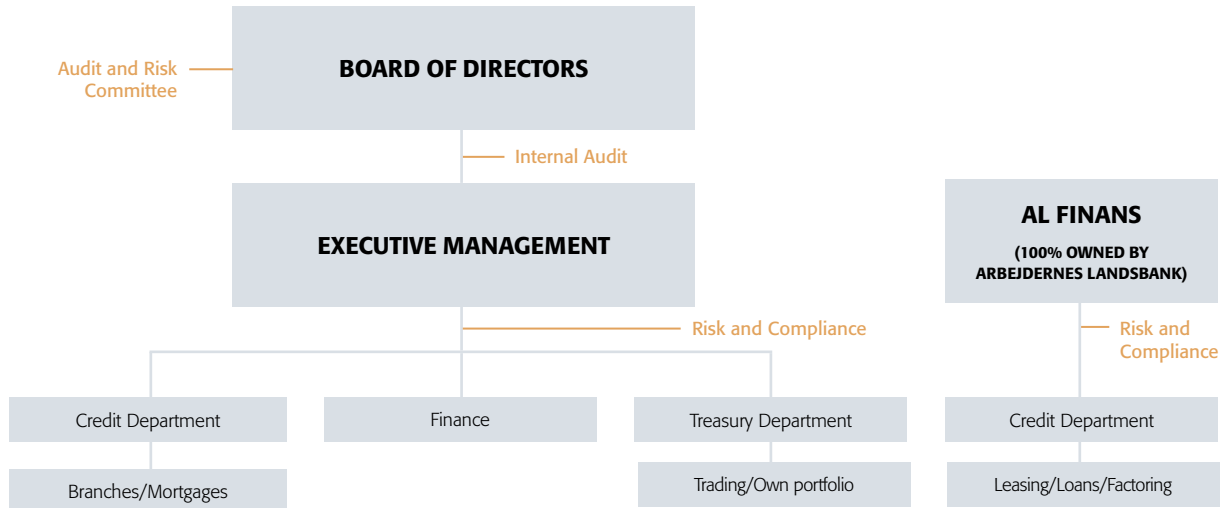 Audit and Risk
Committee
BOARD OF DIRECTORS
Internal Audit
EXECUTIVE MANAGEMENT
AL FINANS
(100% OWNED BY
ARBEJDERNES LANDSBANK)
Risk and Compliance
Risk and
Compliance
Credit Department
Finance
Treasury Department
Credit Department
Branches/Mortgages
Trading/Own portfolio
Leasing/Loans/Factoring